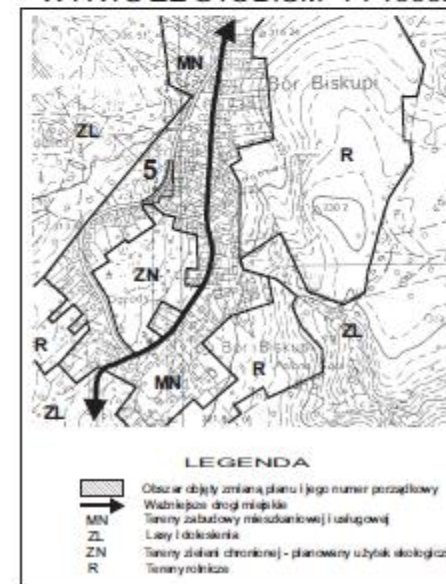 MN
Bór Biskupi
ZL
5
R
ZN
Bór Biskupi
R
R
ZL
MN
ZL
LEGENDA
Obszar objęty zmianą planu i jego numer porządkowy
Ważniejsze drogi miejskie
MN Tereny zabudowy mieszkaniowej i usługowej
ZL Lasy i dolesienia
ZN Tereny zieleni chronionej - planowany użytek ekologiczny
R Tereny rolnicze